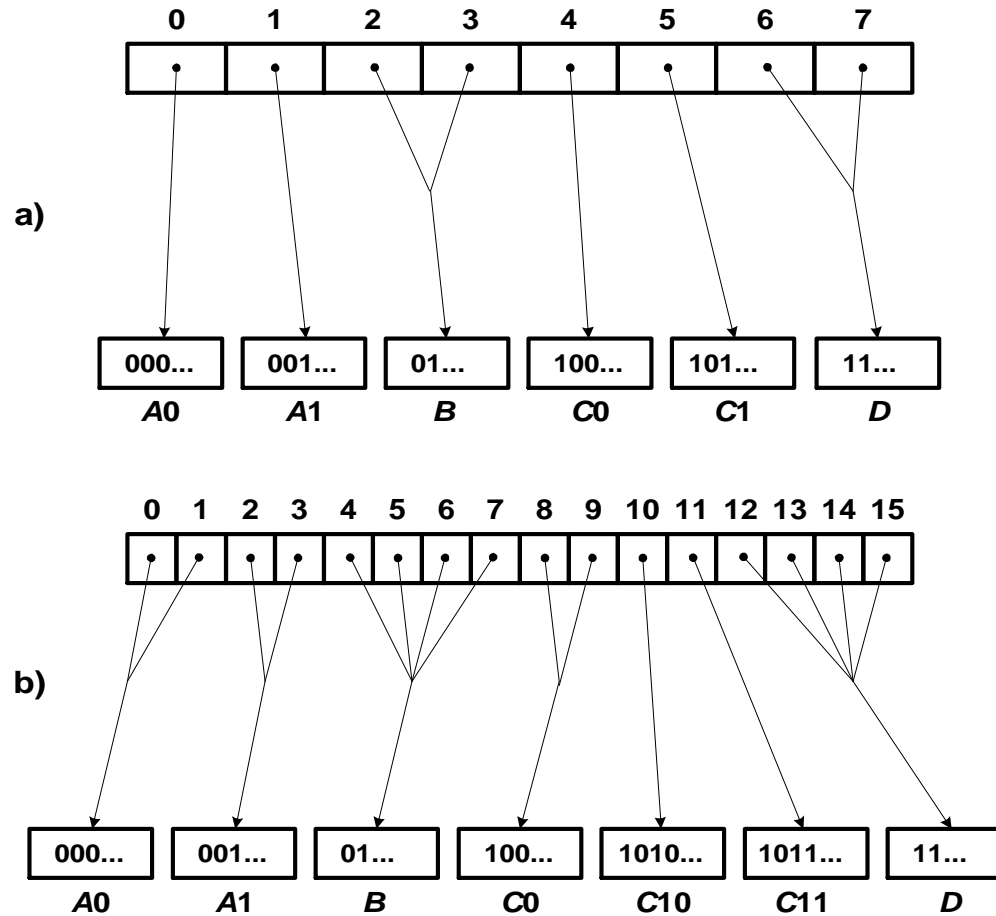 0 1 2 3 4 5 6 7
a)
000... 001... 01... 100... 101... 11...
A0 A1 B C0 C1 D
0 1 2 3 4 5 6 7 8 9 10 11 12 13 14 15
b)
000... 001... 01... 100... 1010... 1011... 11...
A0 A1 B C0 C10 C11 D